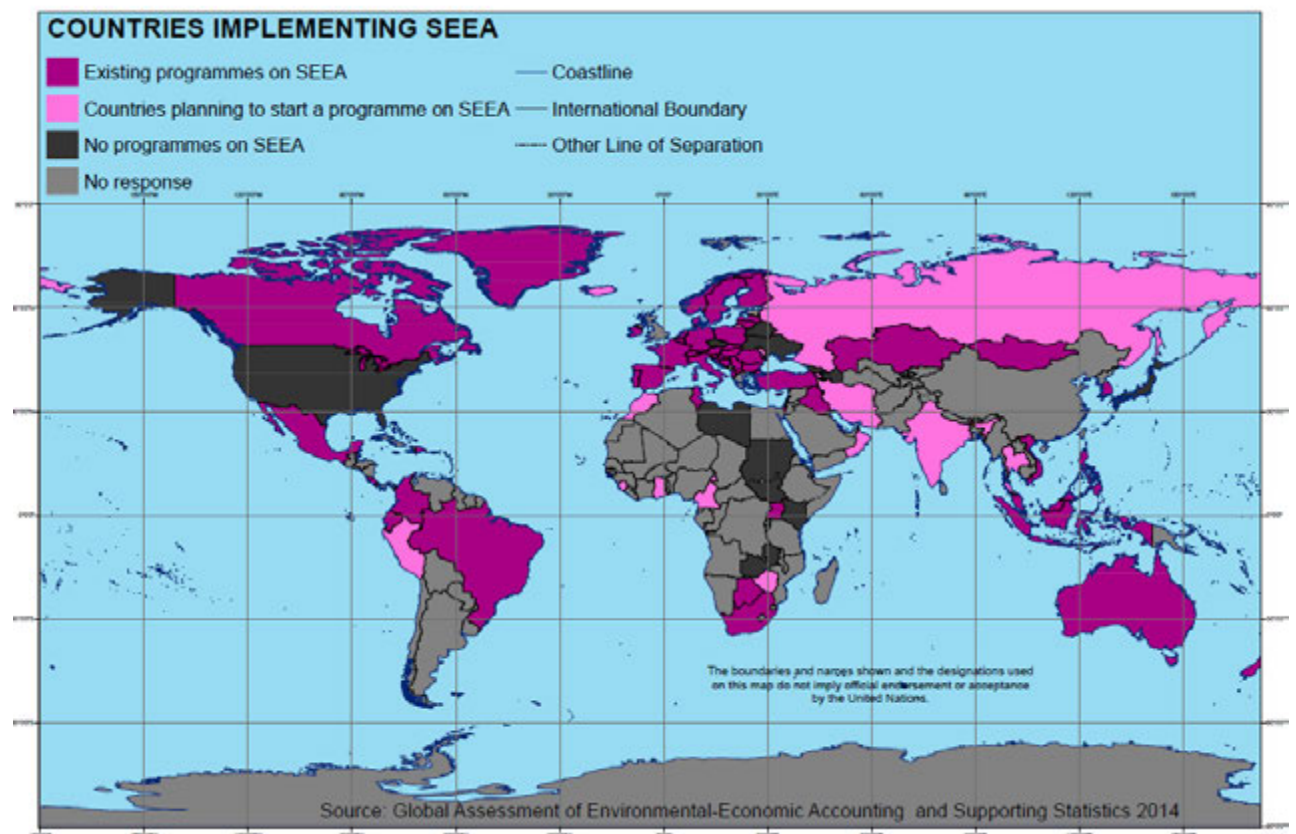 COUNTRIES IMPLEMENTING SEEA
Existing programmes on SEEA
Countries planning to start a programme on SEEA
No programmes on SEEA
No response
Coastline
International Boundary
Other Line of Separation
The boundaries and names shown and the designations used
on this map do not imply official endorsement or acceptance
by the United Nations.
Source: Global Assessment of Environmental-Economic Accounting and Supporting Statistics 2014